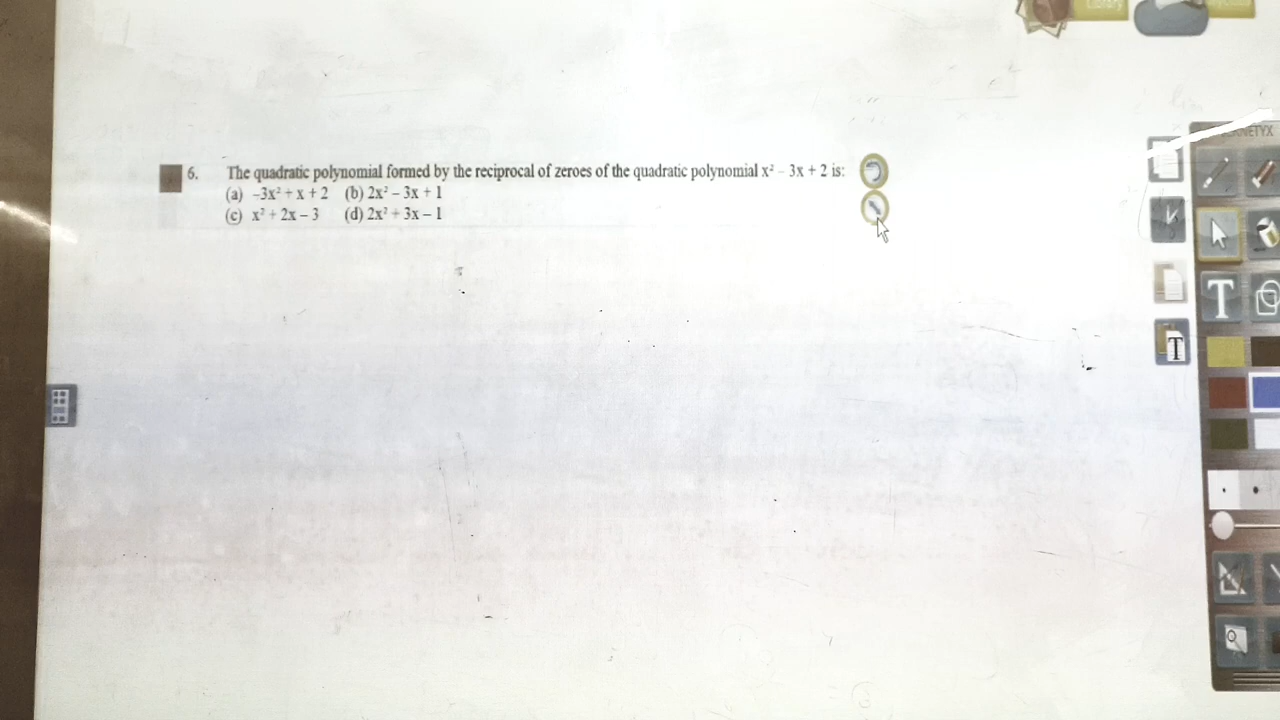 Library
6. The quadratic polynomial formed by the reciprocal of zeroes of the quadratic polynomial x² – 3x + 2 is:
(a) –3x² + x + 2 (b) 2x² – 3x + 1
(c) x² + 2x – 3 (d) 2x² + 3x – 1
T
T